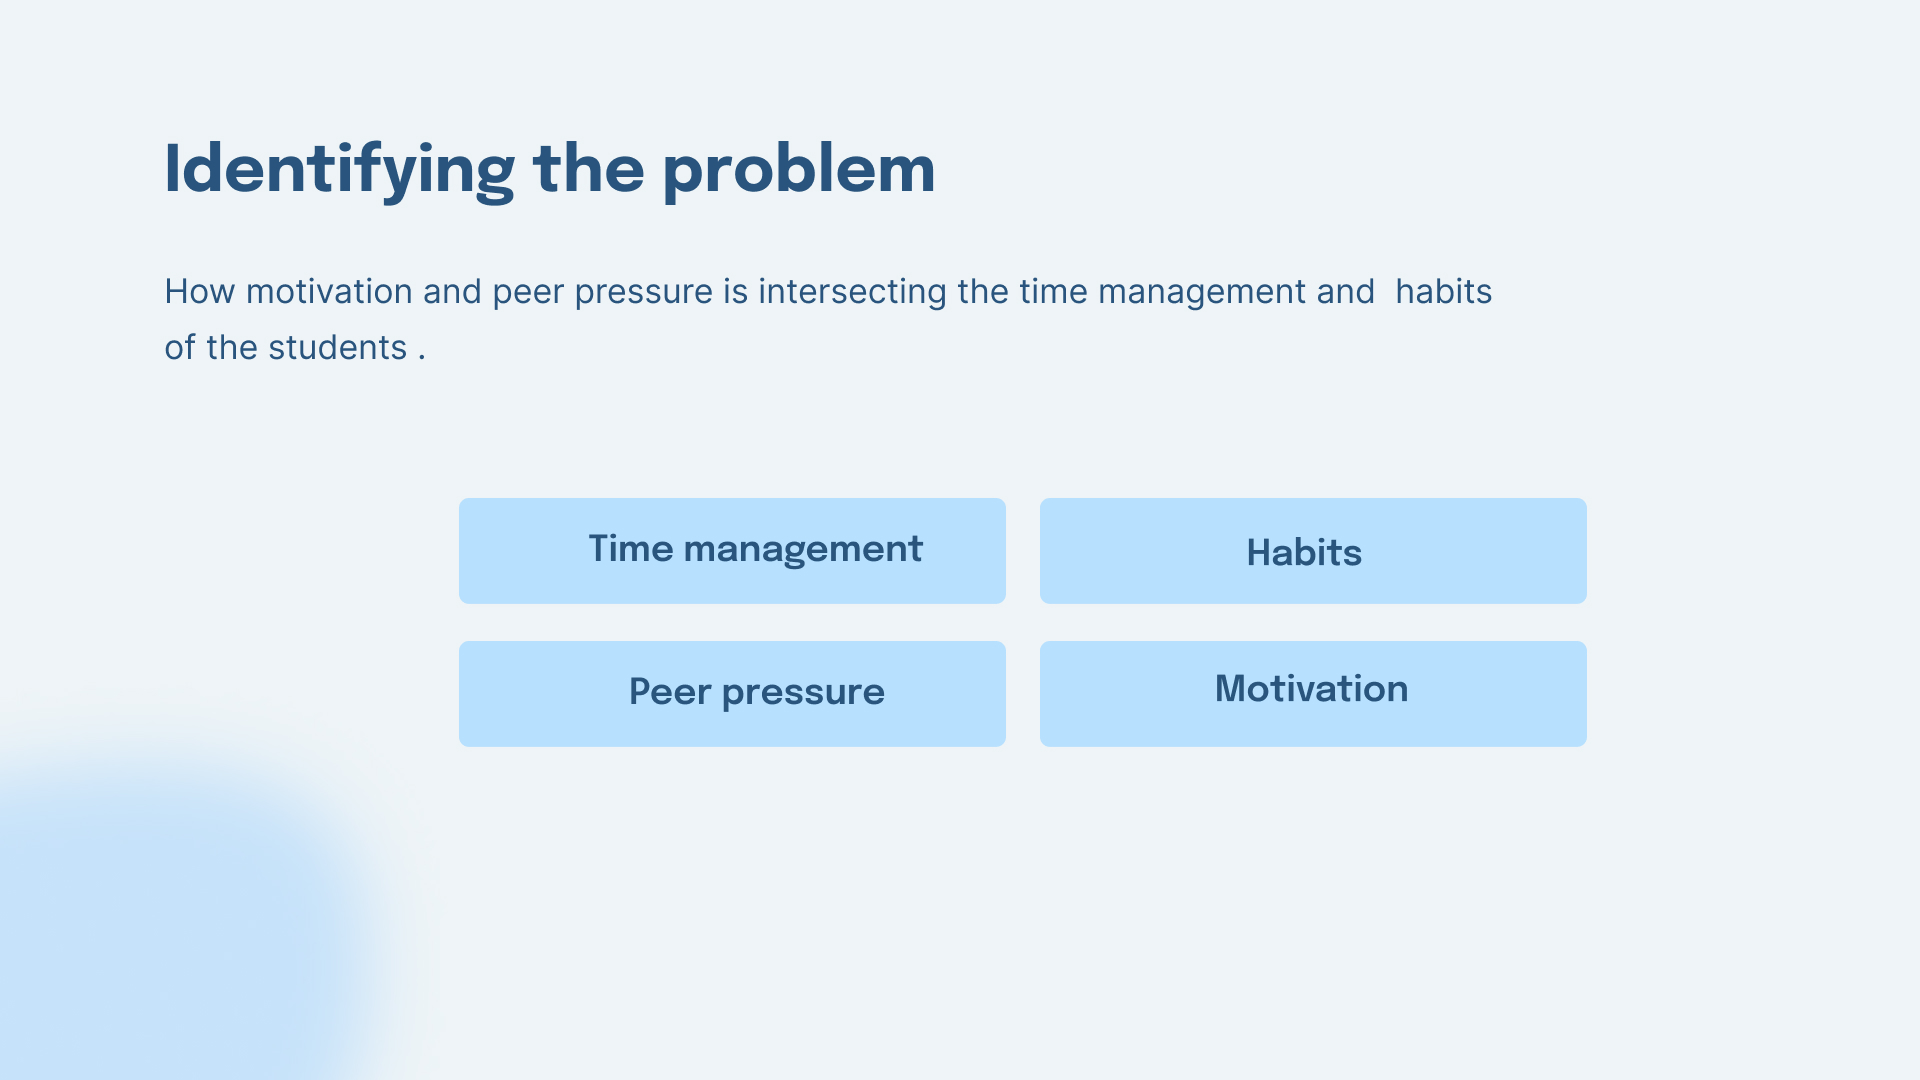 Identifying the problem
How motivation and peer pressure is intersecting the time management and  habits
of the students .
Time management
Habits
Peer pressure
Motivation